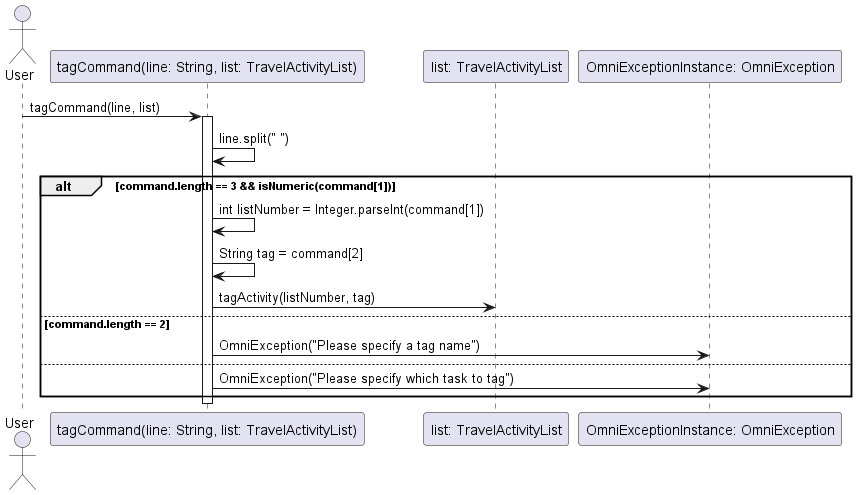 User
tagCommand(line: String, list: TravelActivityList)
list: TravelActivityList
OmniExceptionInstance: OmniException
tagCommand(line, list)
line.split(" ")
alt
[command.length == 3 && isNumeric(command[1])]
int listNumber = Integer.parseInt(command[1])
String tag = command[2]
tagActivity(listNumber, tag)
[command.length == 2]
OmniException("Please specify a tag name")
OmniException("Please specify which task to tag")
User
tagCommand(line: String, list: TravelActivityList)
list: TravelActivityList
OmniExceptionInstance: OmniException